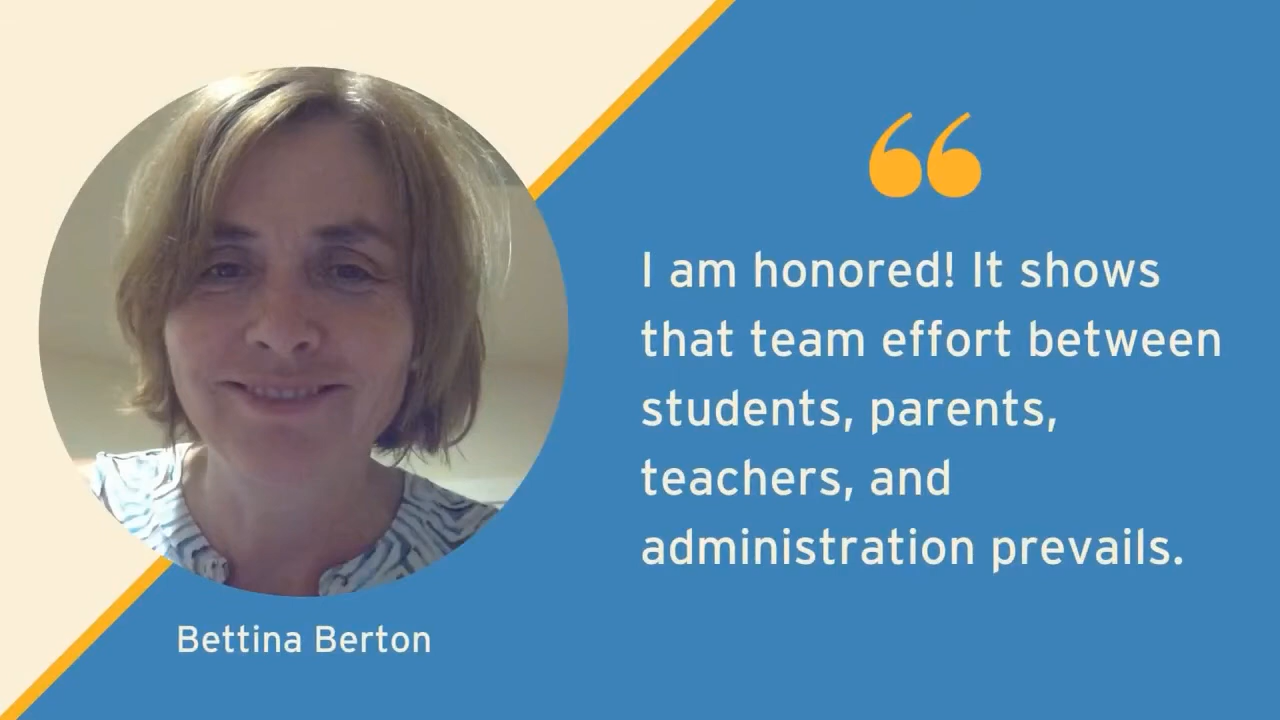 “
I am honored! It shows
that team effort between
students, parents,
teachers, and
administration prevails.
Bettina Berton